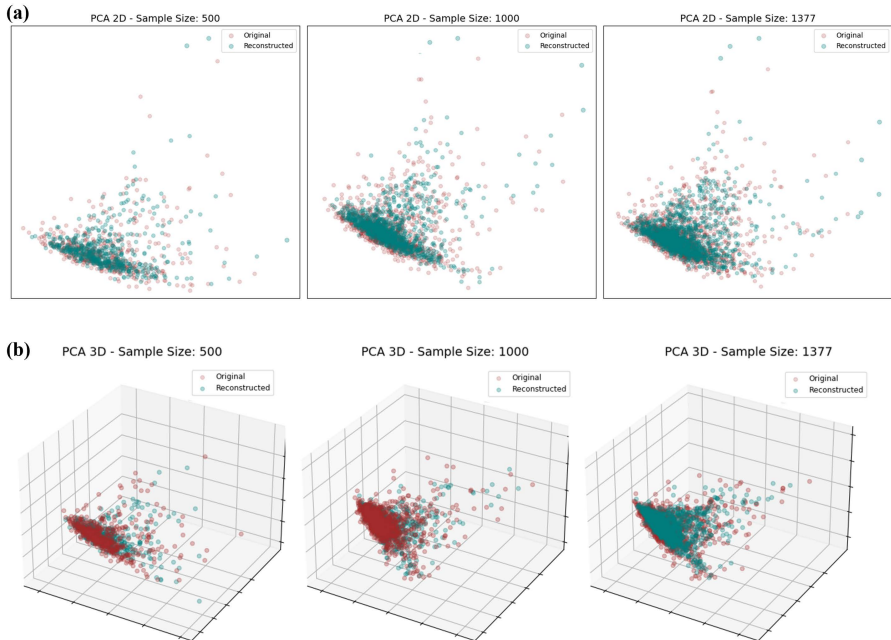 (a)
PCA 2D - Sample Size: 500
Original
Reconstructed
PCA 2D - Sample Size: 1000
Original
Reconstructed
PCA 2D - Sample Size: 1377
Original
Reconstructed
(b)
PCA 3D - Sample Size: 500
Original
Reconstructed
PCA 3D - Sample Size: 1000
Original
Reconstructed
PCA 3D - Sample Size: 1377
Original
Reconstructed